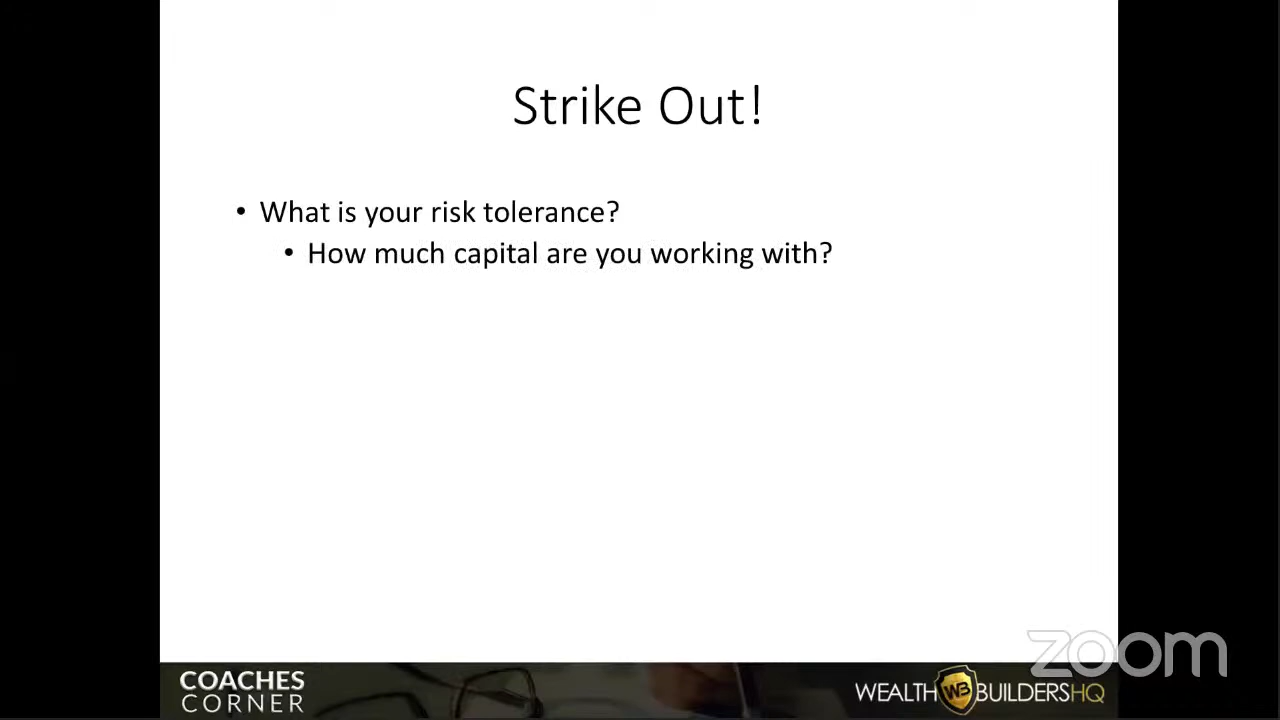 Strike Out!
• What is your risk tolerance?
• How much capital are you working with?
zoom
COACHES
CORNER
WEALTH WB BUILDERSHQ